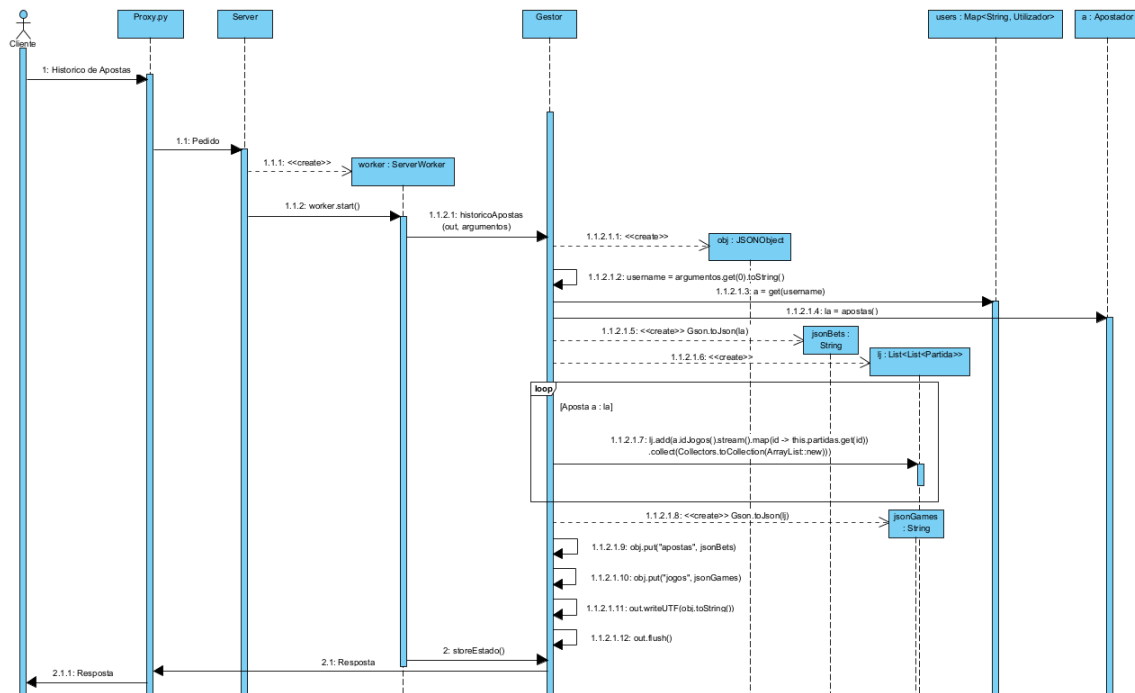 Cliente
Proxy.py
Server
Gestor
users : Map<String, Utilizador>
a : Apostador
1: Historico de Apostas
1.1: Pedido
1.1.1: <<create>>
worker : ServerWorker
1.1.2: worker.start()
1.1.2.1: historicoApostas
(out, argumentos)
1.1.2.1.1: <<create>>
obj : JSONObject
1.1.2.1.2: username = argumentos.get(0).toString()
1.1.2.1.3: a = get(username)
1.1.2.1.4: la = apostas()
1.1.2.1.5: <<create>> Gson.toJson(la)
jsonBets :
String
1.1.2.1.6: <<create>>
lj : List<List<Partida>>
loop
[Aposta a : la]
1.1.2.1.7: lj.add(a.idJogos().stream().map(id -> this.partidas.get(id))
.collect(Collectors.toCollection(ArrayList::new)))
1.1.2.1.8: <<create>> Gson.toJson(lj)
jsonGames
: String
1.1.2.1.9: obj.put("apostas", jsonBets)
1.1.2.1.10: obj.put("jogos", jsonGames)
1.1.2.1.11: out.writeUTF(obj.toString())
1.1.2.1.12: out.flush()
2: storeEstado()
2.1: Resposta
2.1.1: Resposta